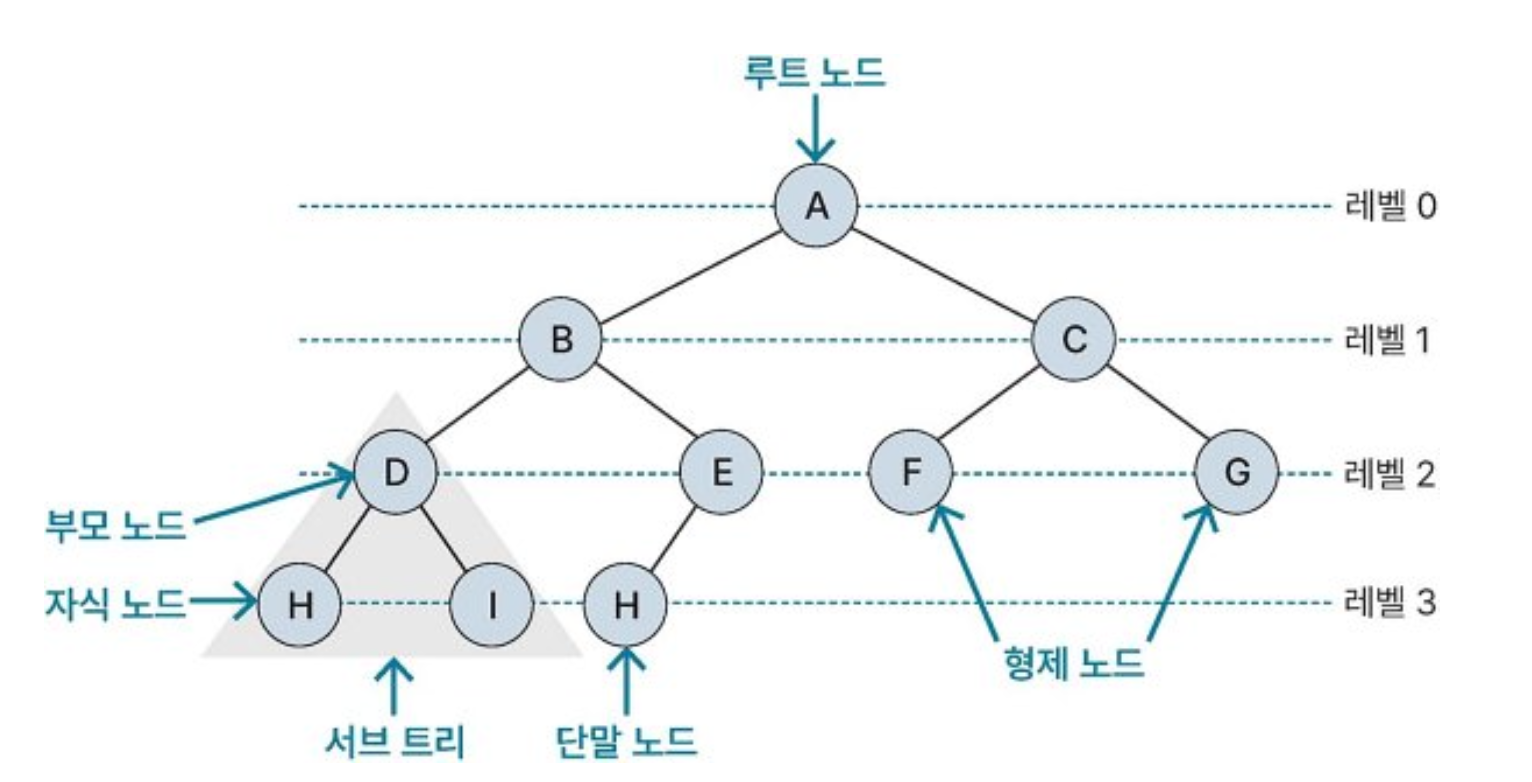 루트 노드
A
레벨 0
B
C
레벨 1
D
E
F
G
레벨 2
부모 노드
자식 노드
H
I
H
레벨 3
형제 노드
서브 트리
단말 노드